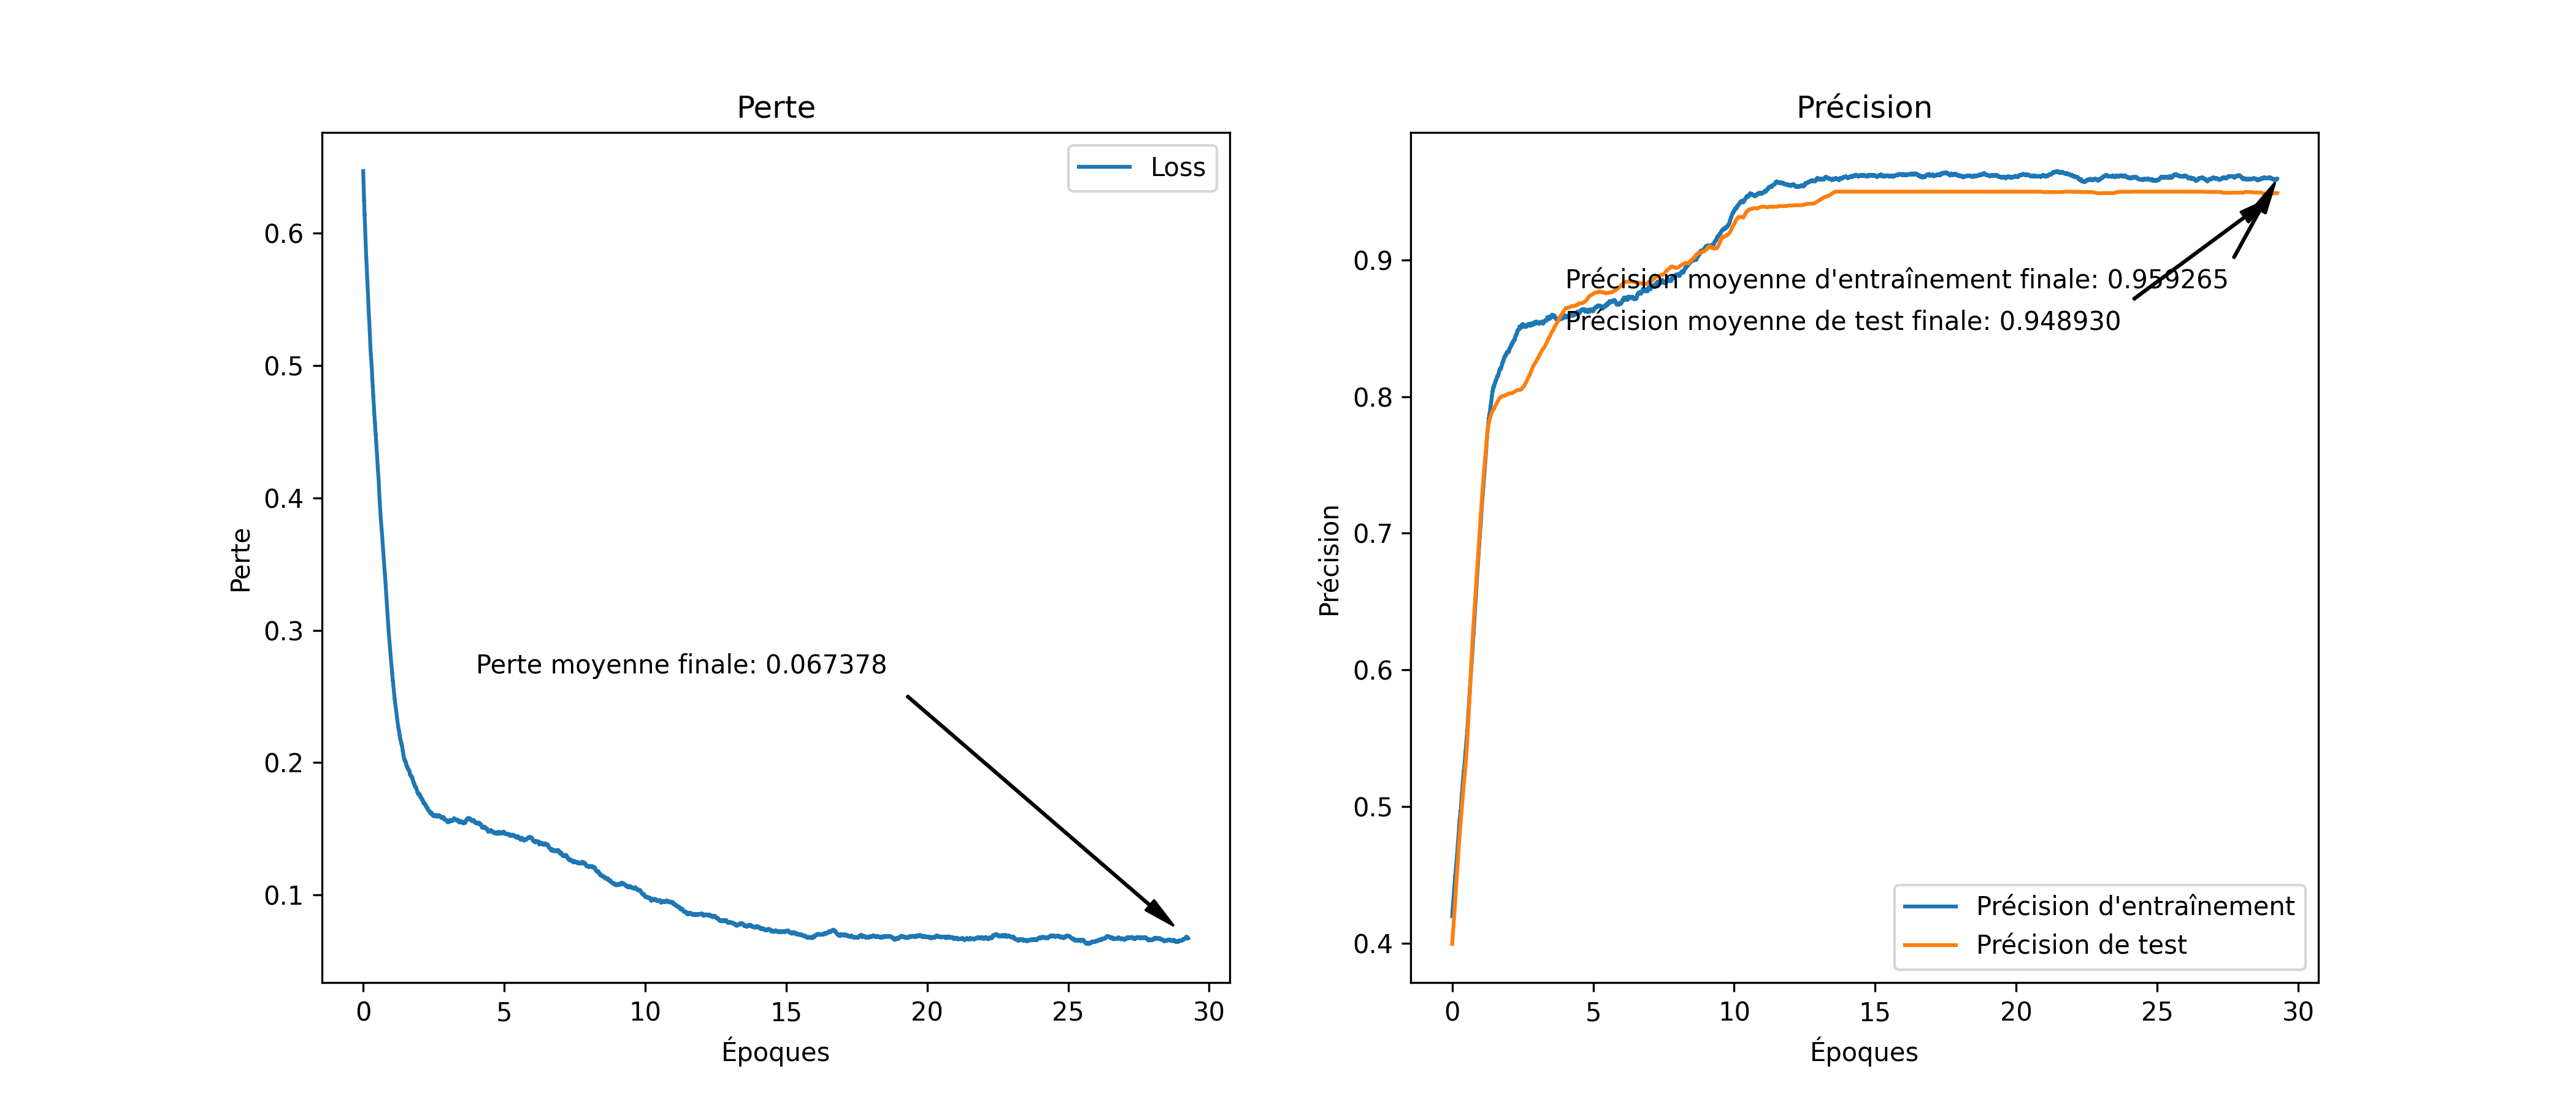 Perte
Loss
0.6
0.5
0.4
0.3
0.2
0.1
Perte
Perte moyenne finale: 0.067378
0 5 10 15 20 25 30
Époques
Précision
0.9
0.8
0.7
0.6
0.5
0.4
Précision
Précision moyenne d'entraînement finale: 0.959265
Précision moyenne de test finale: 0.948930
Précision d'entraînement
Précision de test
0 5 10 15 20 25 30
Époques